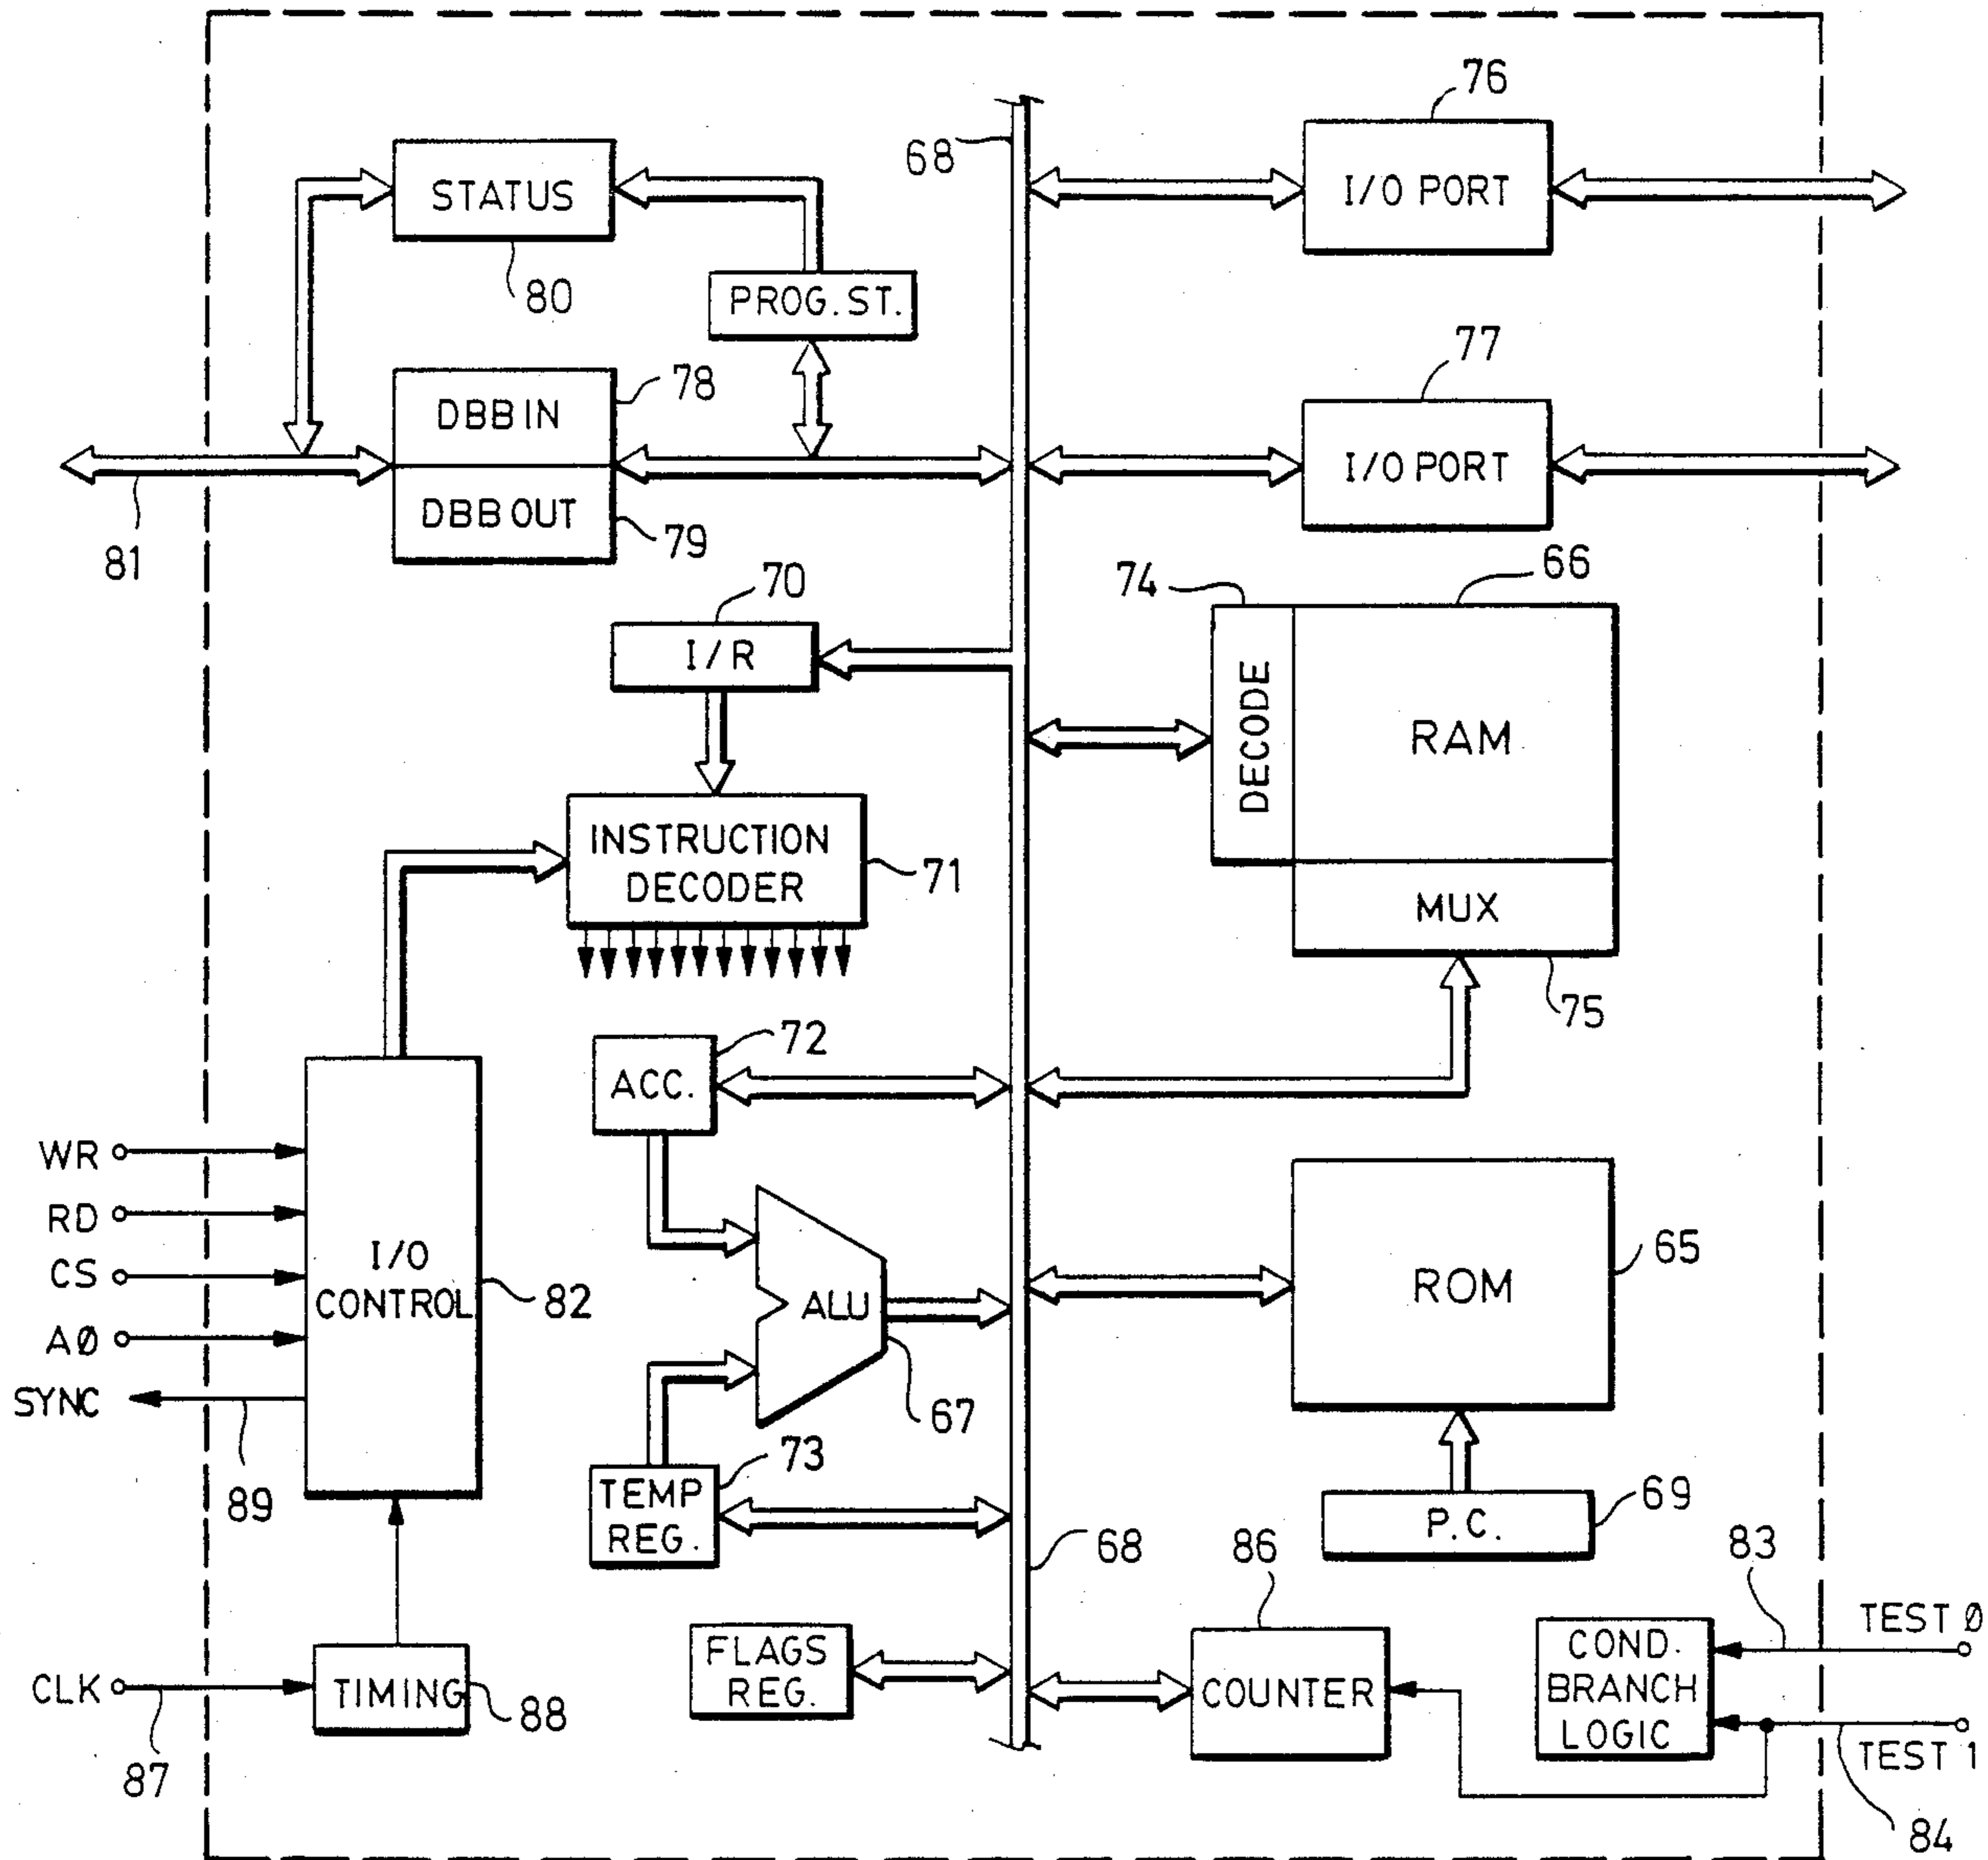 76
68
STATUS
I/O PORT
80
PROG. ST.
77
78
DBB IN
I/O PORT
DBB OUT
79
81
70
74
66
I/R
DECODE
RAM
INSTRUCTION
DECODER
71
MUX
75
72
ACC.
WR
RD
CS
AØ
SYNC
I/O
CONTROL
82
65
ROM
ALU
67
89
73
TEMP
REG.
69
P.C.
68
86
83
TEST Ø
COND.
BRANCH
LOGIC
FLAGS
REG.
COUNTER
CLK
TIMING
88
87
TEST 1
84